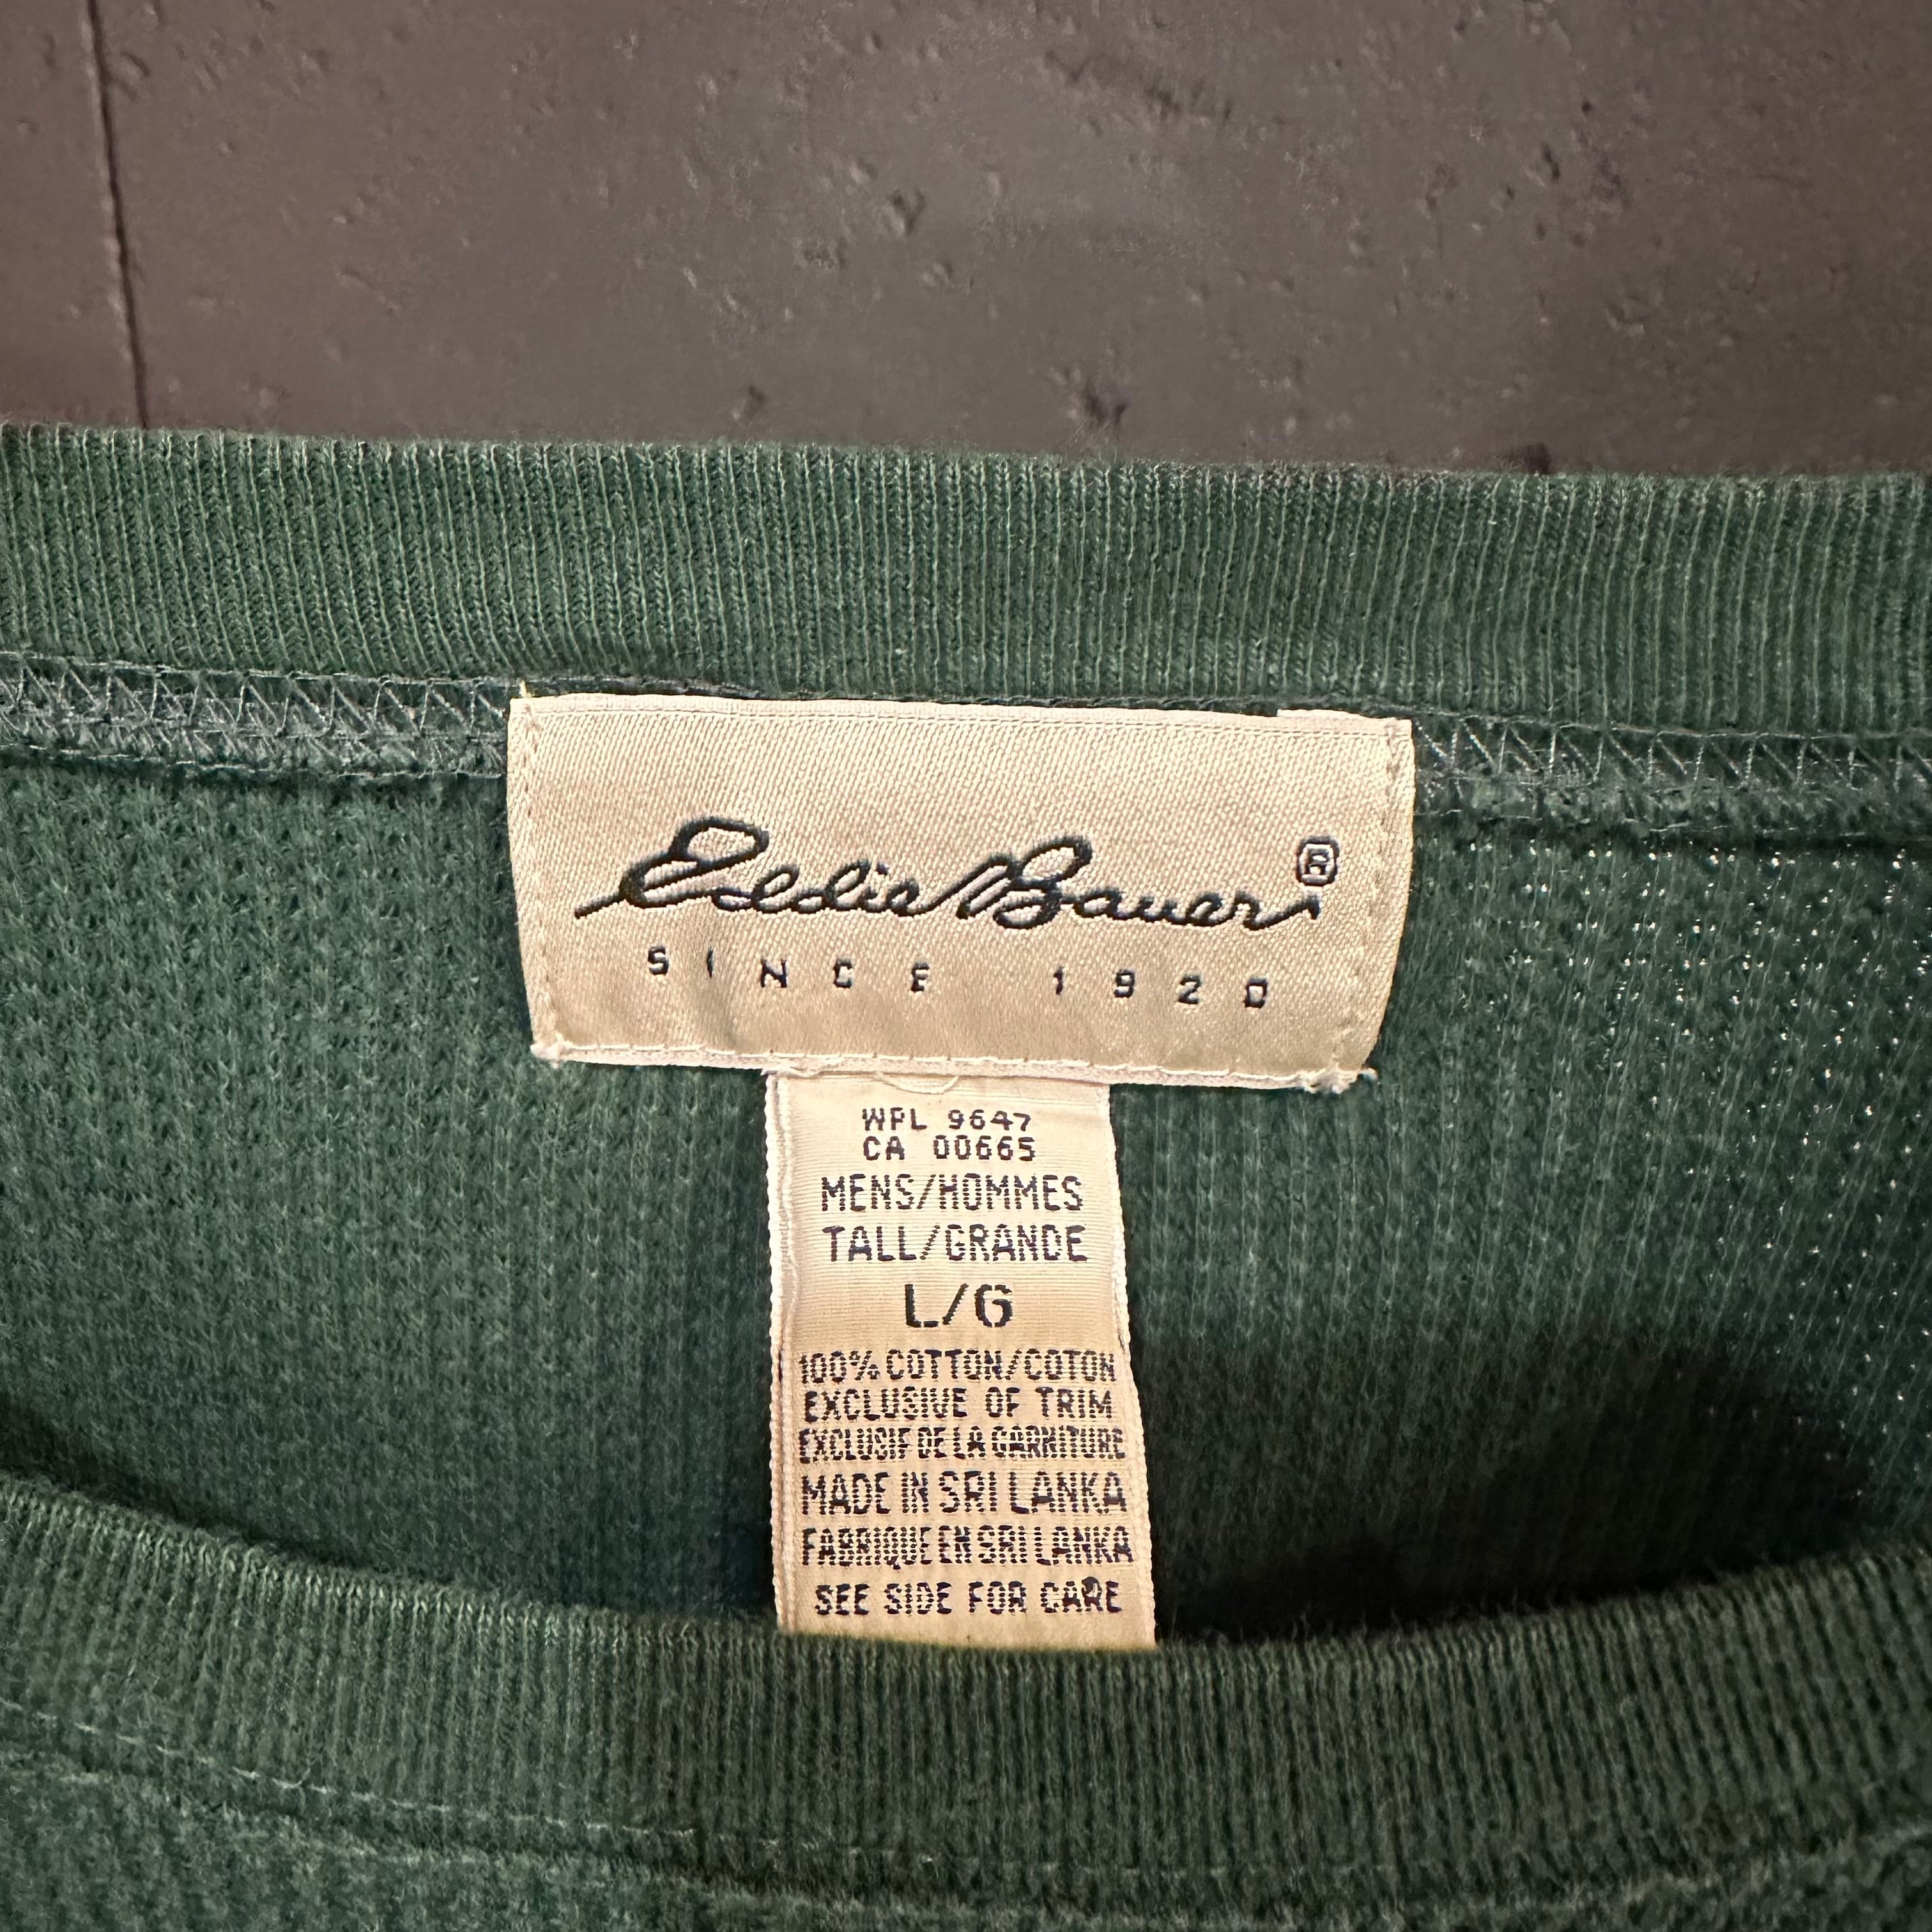 Eddie Bauer®
SINCE 1920
WPL 9647
CA 00665
MENS/HOMMES
TALL/GRANDE
L/G
100% COTTON/COTON
EXCLUSIVE OF TRIM
EXCLUSIF DE LA GARNITURE
MADE IN SRI LANKA
FABRIQUE EN SRI LANKA
SEE SIDE FOR CARE